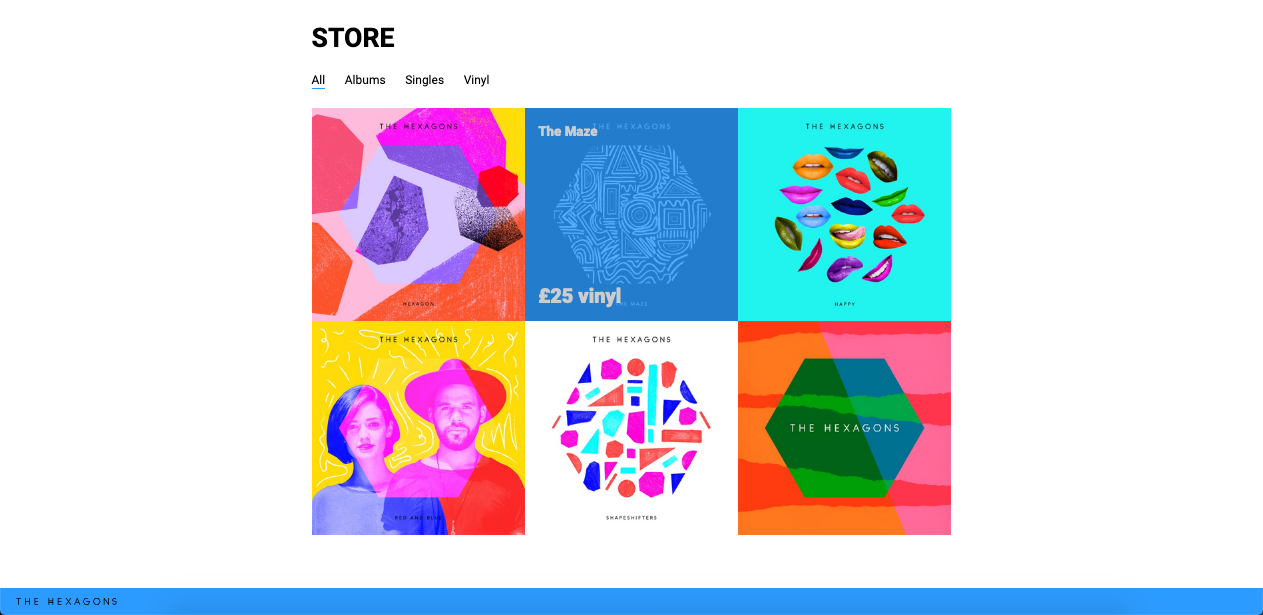 STORE
All Albums Singles Vinyl
THE HEXAGONS
HEXAGON
The Maze
THE HEXAGONS
£25 vinyl
THE MAZE
THE HEXAGONS
HAPPY
THE HEXAGONS
RED AND BLUE
THE HEXAGONS
SHAPESHIFTERS
THE HEXAGONS
THE HEXAGONS